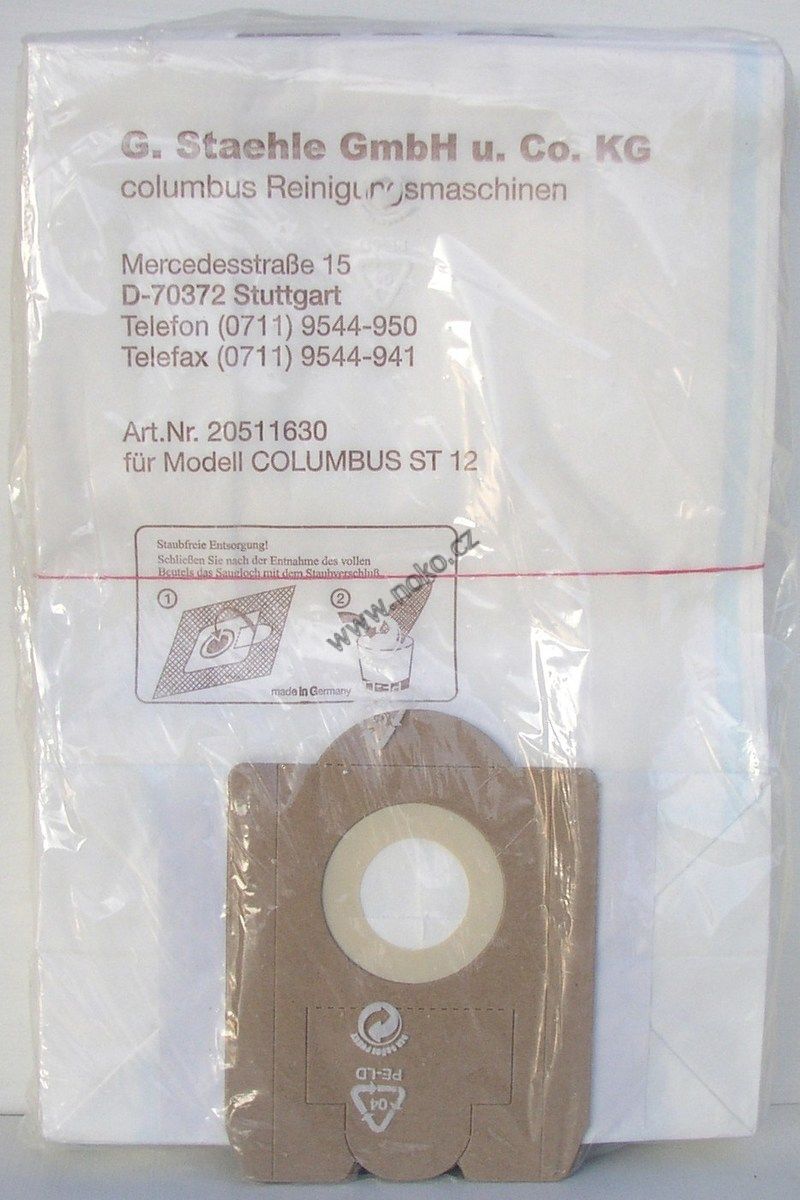 G. Staehle GmbH u. Co. KG
columbus Reinigungsmaschinen
Mercedesstraße 15
D-70372 Stuttgart
Telefon (0711) 9544-950
Telefax (0711) 9544-941
Art.Nr. 20511630
für Modell COLUMBUS ST 12
Staubfreie Entsorgung!
Schließen Sie nach der Entnahme des vollen
Beutels das Saugloch mit dem Staubverschluß
1 2
www.noko.cz
made in Germany
PE-LD
04